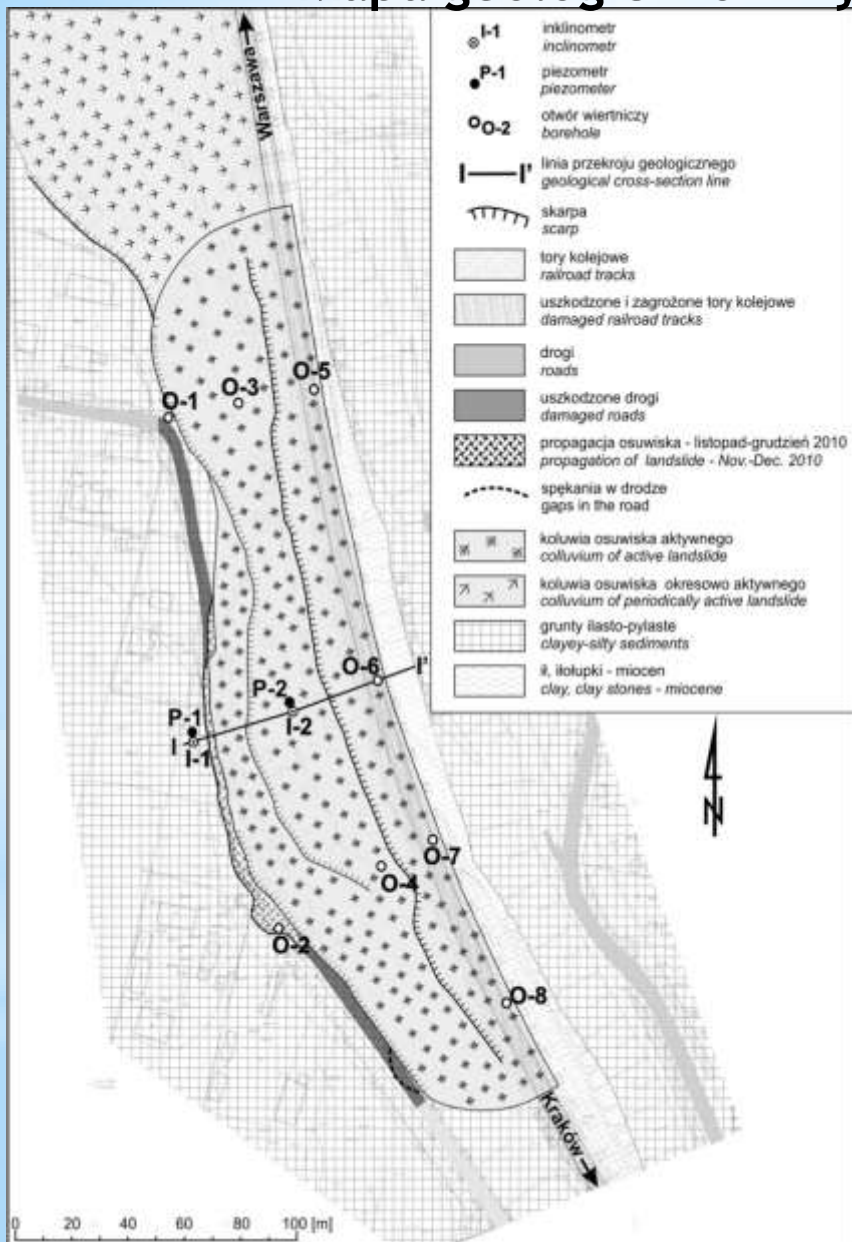 Warszawa
O-1
O-3
O-5
P-2
O-6
I'
P-1
I
I-1
I-2
O-7
O-4
O-2
O-8
Kraków
0 20 40 60 80 100 [m]
I-1 inklinometr
inclinometr
P-1 piezometr
piezometer
O-2 otwór wiertniczy
borehole
I I' linia przekroju geologicznego
geological cross-section line
skarpa
scarp
tory kolejowe
railroad tracks
uszkodzone i zagrożone tory kolejowe
damaged railroad tracks
drogi
roads
uszkodzone drogi
damaged roads
propagacja osuwiska - listopad-grudzień 2010
propagation of landslide - Nov.-Dec. 2010
spękania w drodze
gaps in the road
koluwia osuwiska aktywnego
colluvium of active landslide
koluwia osuwiska okresowo aktywnego
colluvium of periodically active landslide
grunty ilasto-pylaste
clayey-silty sediments
ił, iłołupki - miocen
clay, clay stones - miocene
N